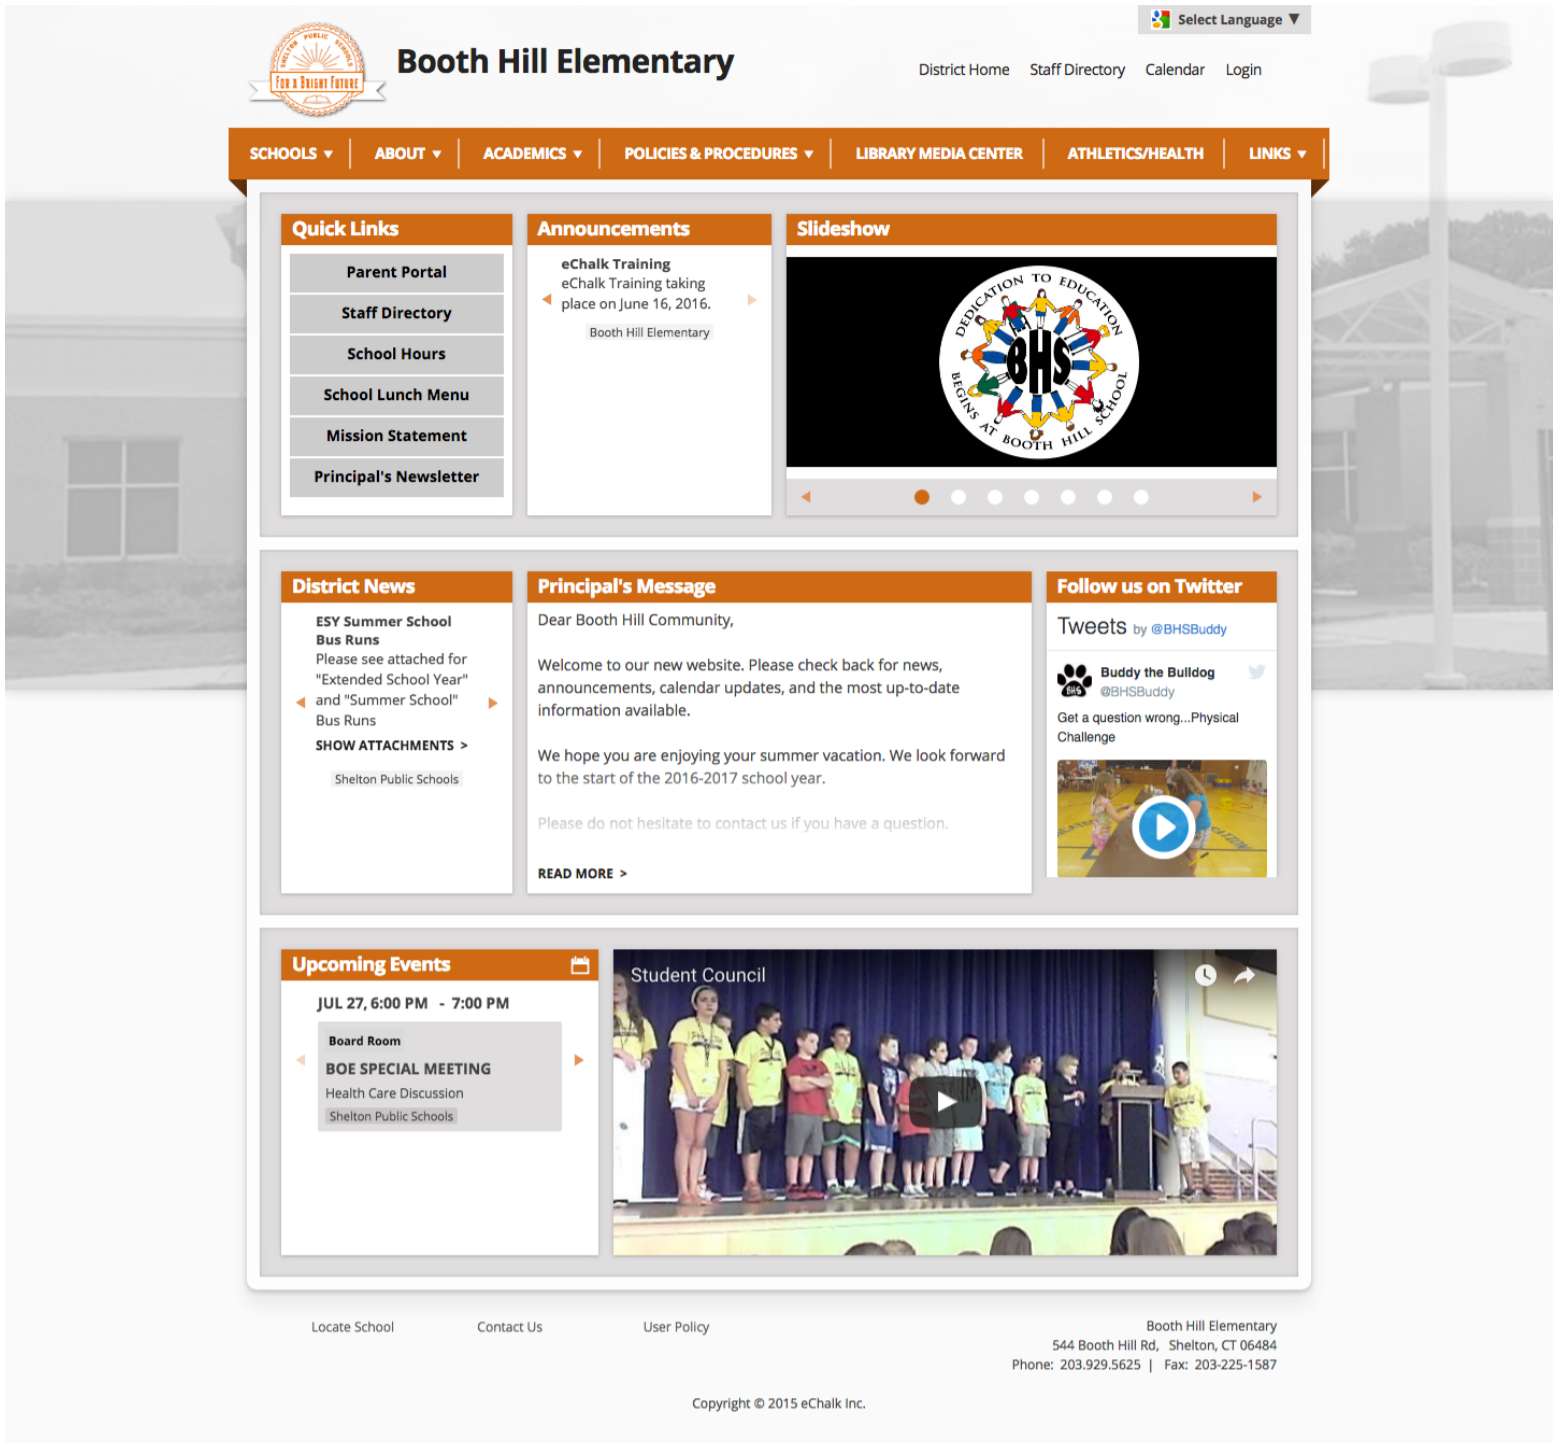 Select Language ▼
SHELTON PUBLIC SCHOOLS
FOR A BRIGHT FUTURE
Booth Hill Elementary
District Home Staff Directory Calendar Login
SCHOOLS ▼ ABOUT ▼ ACADEMICS ▼ POLICIES & PROCEDURES ▼ LIBRARY MEDIA CENTER ATHLETICS/HEALTH LINKS ▼
Quick Links
Parent Portal
Staff Directory
School Hours
School Lunch Menu
Mission Statement
Principal's Newsletter
Announcements
eChalk Training
eChalk Training taking
place on June 16, 2016.
Booth Hill Elementary
Slideshow
DEDICATION TO EDUCATION
BHS
BEGINS AT BOOTH HILL SCHOOL
District News
ESY Summer School
Bus Runs
Please see attached for
"Extended School Year"
and "Summer School"
Bus Runs
SHOW ATTACHMENTS >
Shelton Public Schools
Principal's Message
Dear Booth Hill Community,
Welcome to our new website. Please check back for news,
announcements, calendar updates, and the most up-to-date
information available.
We hope you are enjoying your summer vacation. We look forward
to the start of the 2016-2017 school year.
Please do not hesitate to contact us if you have a question.
READ MORE >
Follow us on Twitter
Tweets by @BHSBuddy
BHS
Buddy the Bulldog
@BHSBuddy
Get a question wrong...Physical
Challenge
Upcoming Events
JUL 27, 6:00 PM - 7:00 PM
Board Room
BOE SPECIAL MEETING
Health Care Discussion
Shelton Public Schools
Student Council
Locate School Contact Us User Policy
Booth Hill Elementary
544 Booth Hill Rd, Shelton, CT 06484
Phone: 203.929.5625 | Fax: 203-225-1587
Copyright © 2015 eChalk Inc.